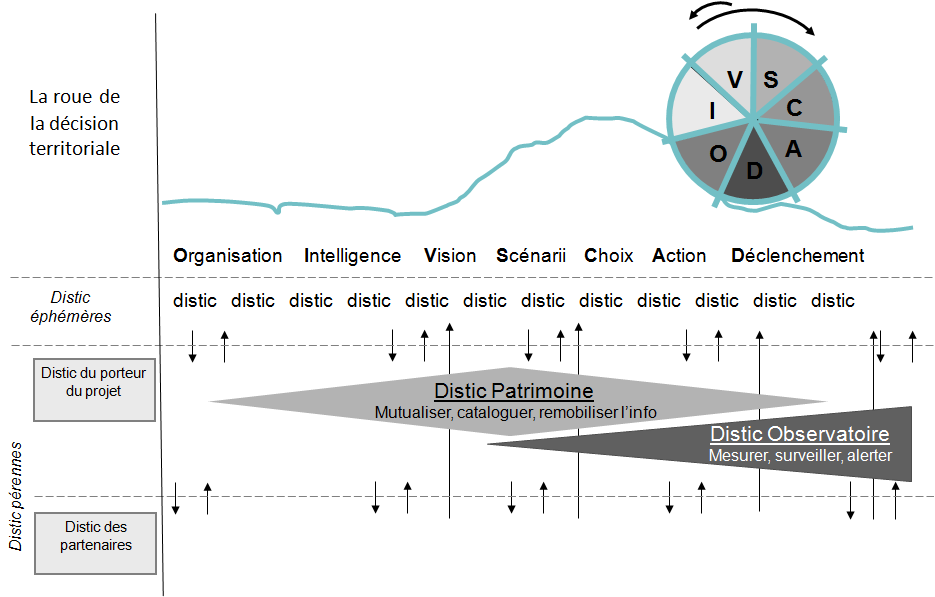 La roue de
la décision
territoriale
V S
I C
O D A
Organisation Intelligence Vision Scénarii Choix Action Déclenchement
Distic
éphémères
distic distic distic distic distic distic distic distic distic distic distic distic
Distic du porteur
du projet
Distic Patrimoine
Mutualiser, cataloguer, remobiliser l'info
Distic Observatoire
Mesurer, surveiller, alerter
Distic pérennes
Distic des
partenaires